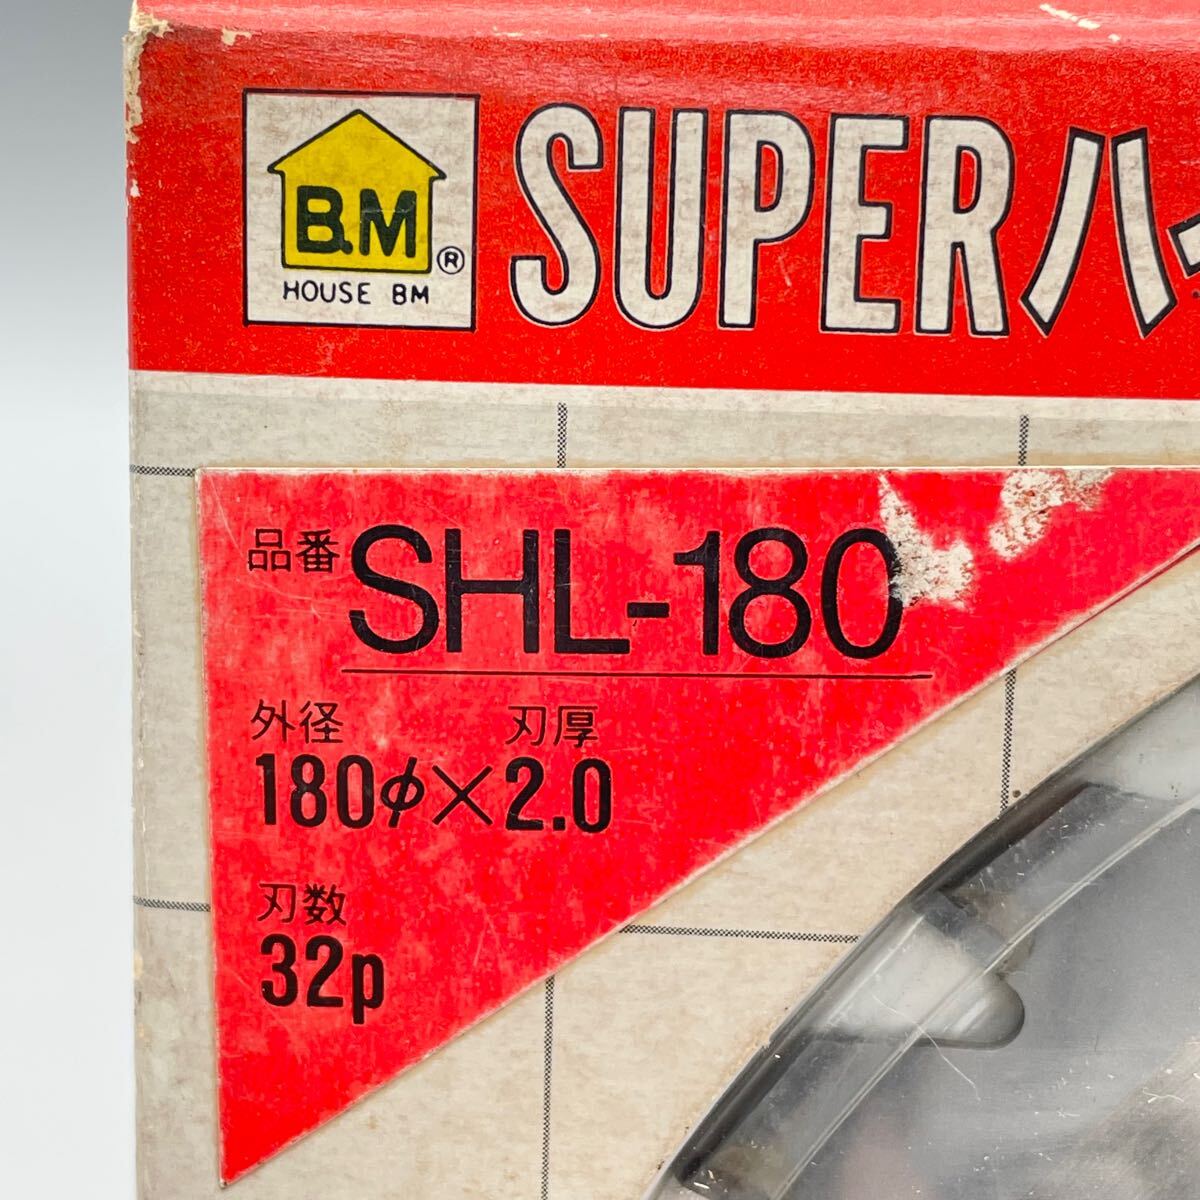 B.M
®
HOUSE BM
SUPERハイ
品番 SHL-180
外径 刃厚
180φ×2.0
刃数
32p